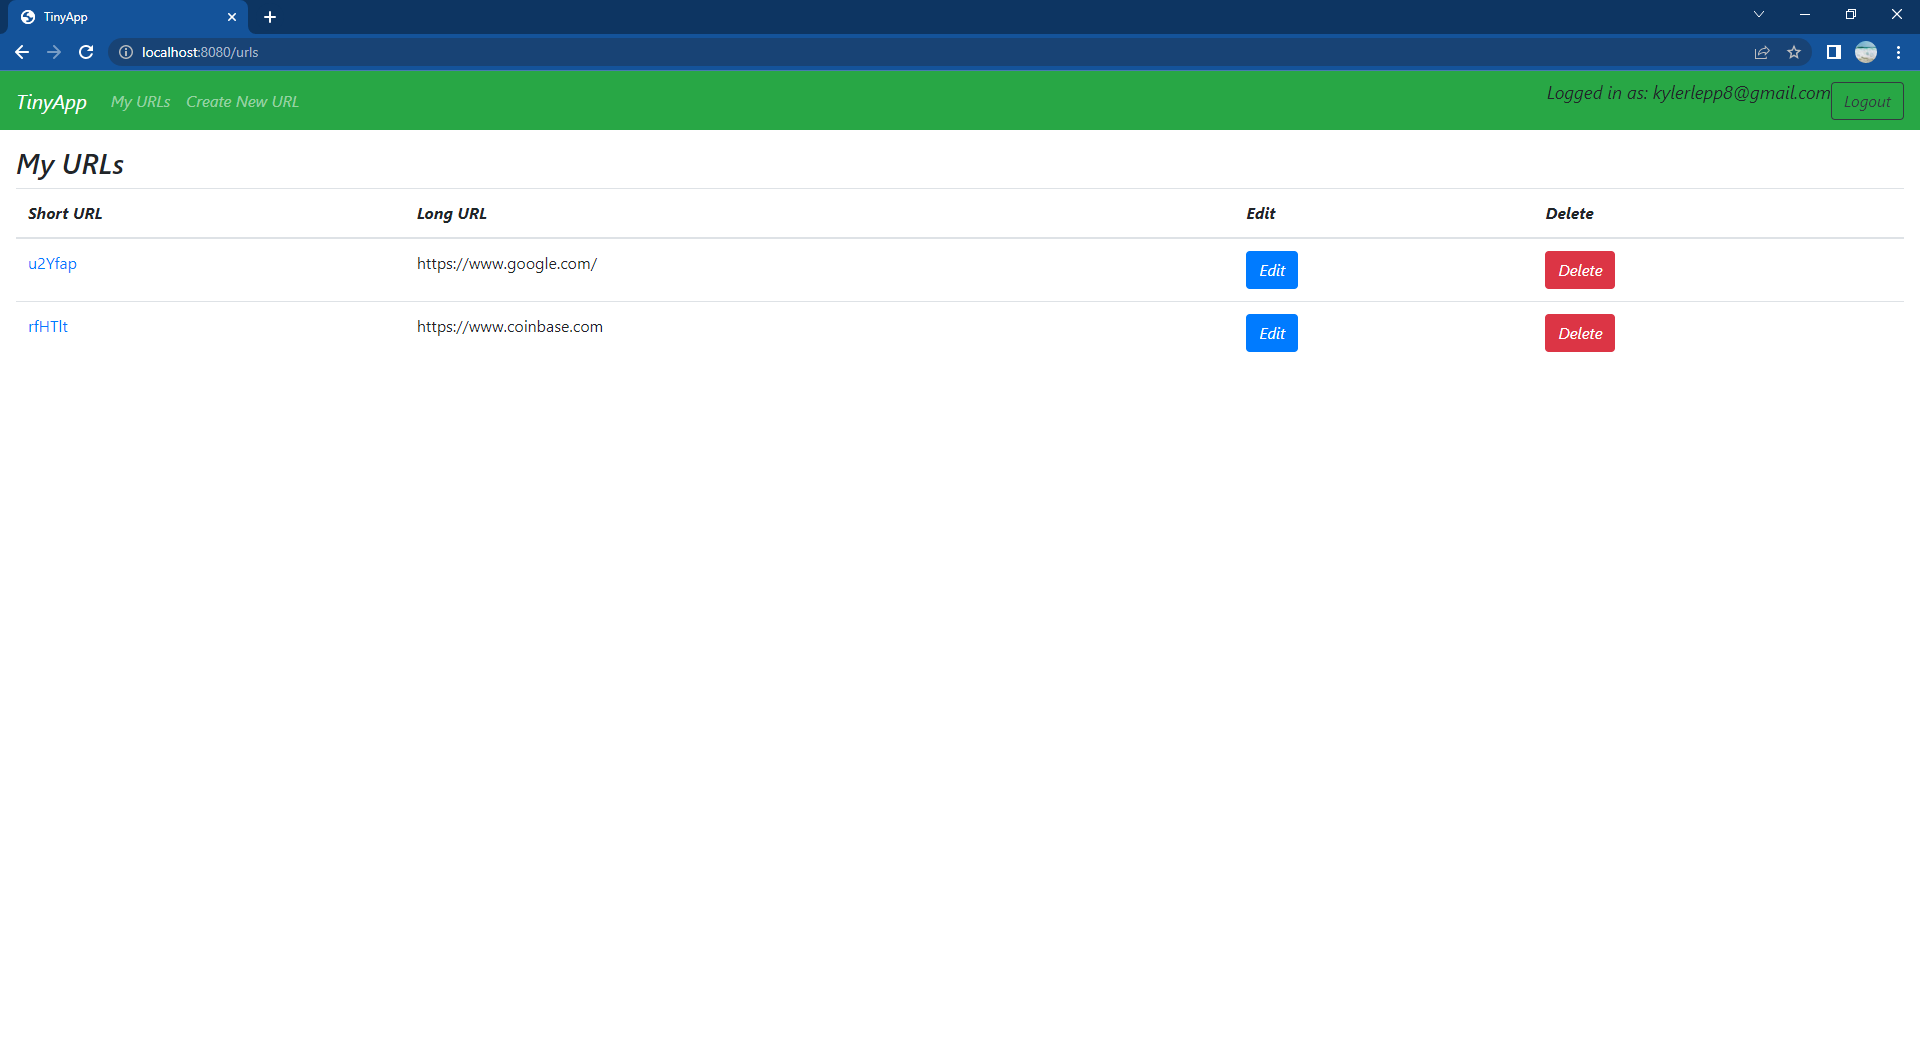 TinyApp
localhost:8080/urls
TinyApp My URLs Create New URL Logged in as: kylerlepp8@gmail.com Logout
My URLs
Short URL Long URL Edit Delete
u2Yfap https://www.google.com/ Edit Delete
rfHTlt https://www.coinbase.com Edit Delete